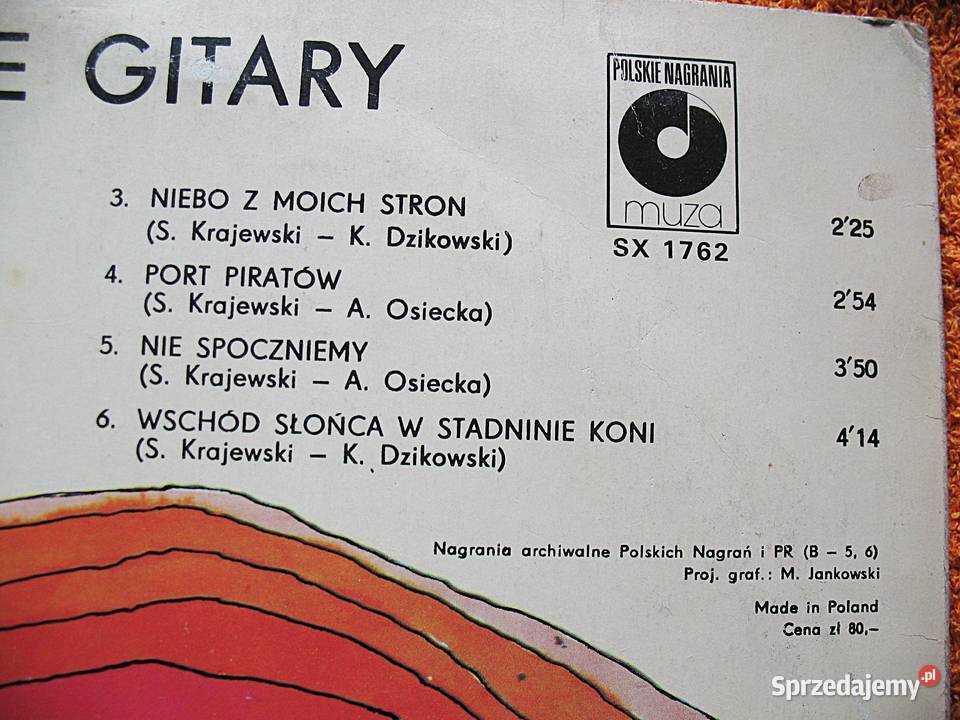 E GITARY
POLSKIE NAGRANIA
muza
SX 1762
3. NIEBO Z MOICH STRON 2'25
(S. Krajewski – K. Dzikowski)
4. PORT PIRATÓW 2'54
(S. Krajewski – A. Osiecka)
5. NIE SPOCZNIEMY 3'50
(S. Krajewski – A. Osiecka)
6. WSCHÓD SŁOŃCA W STADNINIE KONI 4'14
(S. Krajewski – K. Dzikowski)
Nagrania archiwalne Polskich Nagrań i PR (B – 5, 6)
Proj. graf.: M. Jankowski
Made in Poland
Cena zł 80,–
Sprzedajemy.pl